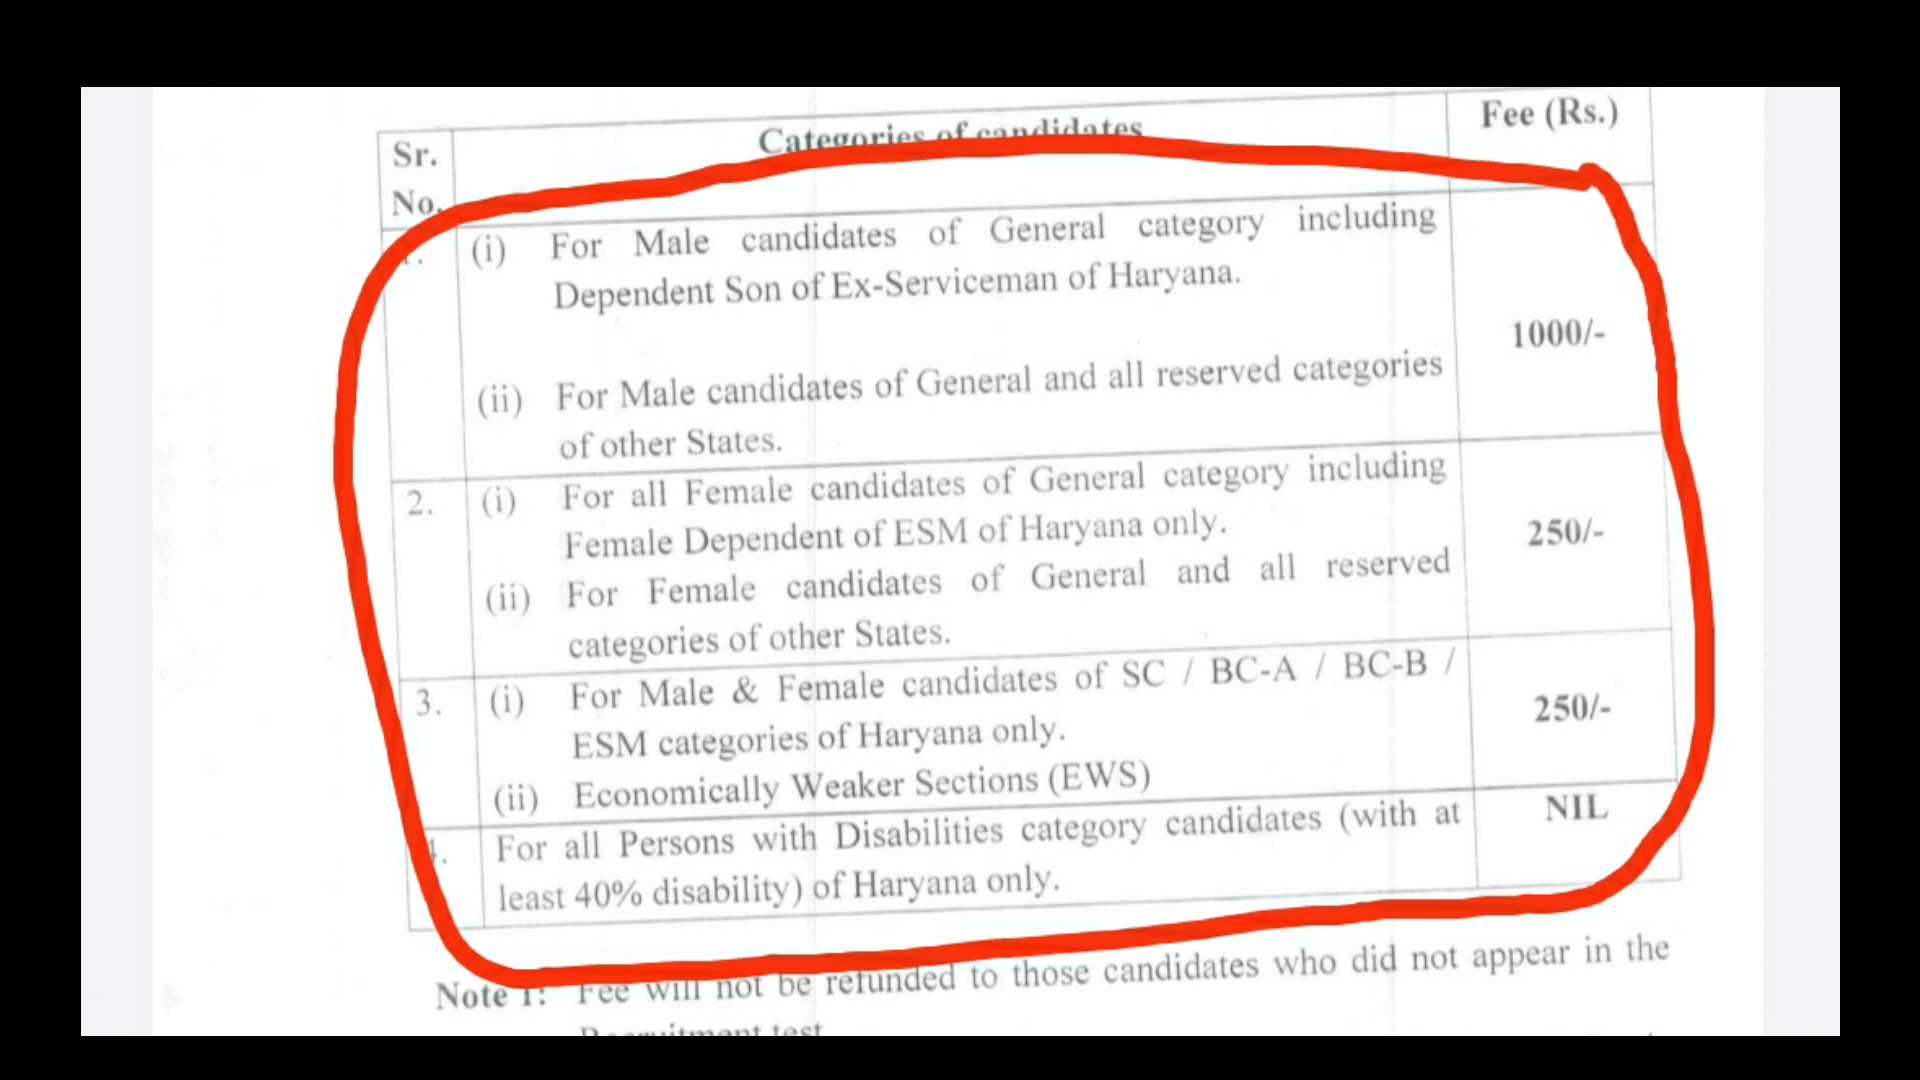 Sr.
No.
Categories of candidates
Fee (Rs.)
(i) For Male candidates of General category including
Dependent Son of Ex-Serviceman of Haryana.
1000/-
(ii) For Male candidates of General and all reserved categories
of other States.
2. (i) For all Female candidates of General category including
Female Dependent of ESM of Haryana only.
250/-
(ii) For Female candidates of General and all reserved
categories of other States.
3. (i) For Male & Female candidates of SC / BC-A / BC-B /
ESM categories of Haryana only.
250/-
(ii) Economically Weaker Sections (EWS)
4. For all Persons with Disabilities category candidates (with at
least 40% disability) of Haryana only.
NIL
Note 1: Fee will not be refunded to those candidates who did not appear in the
Recruitment test